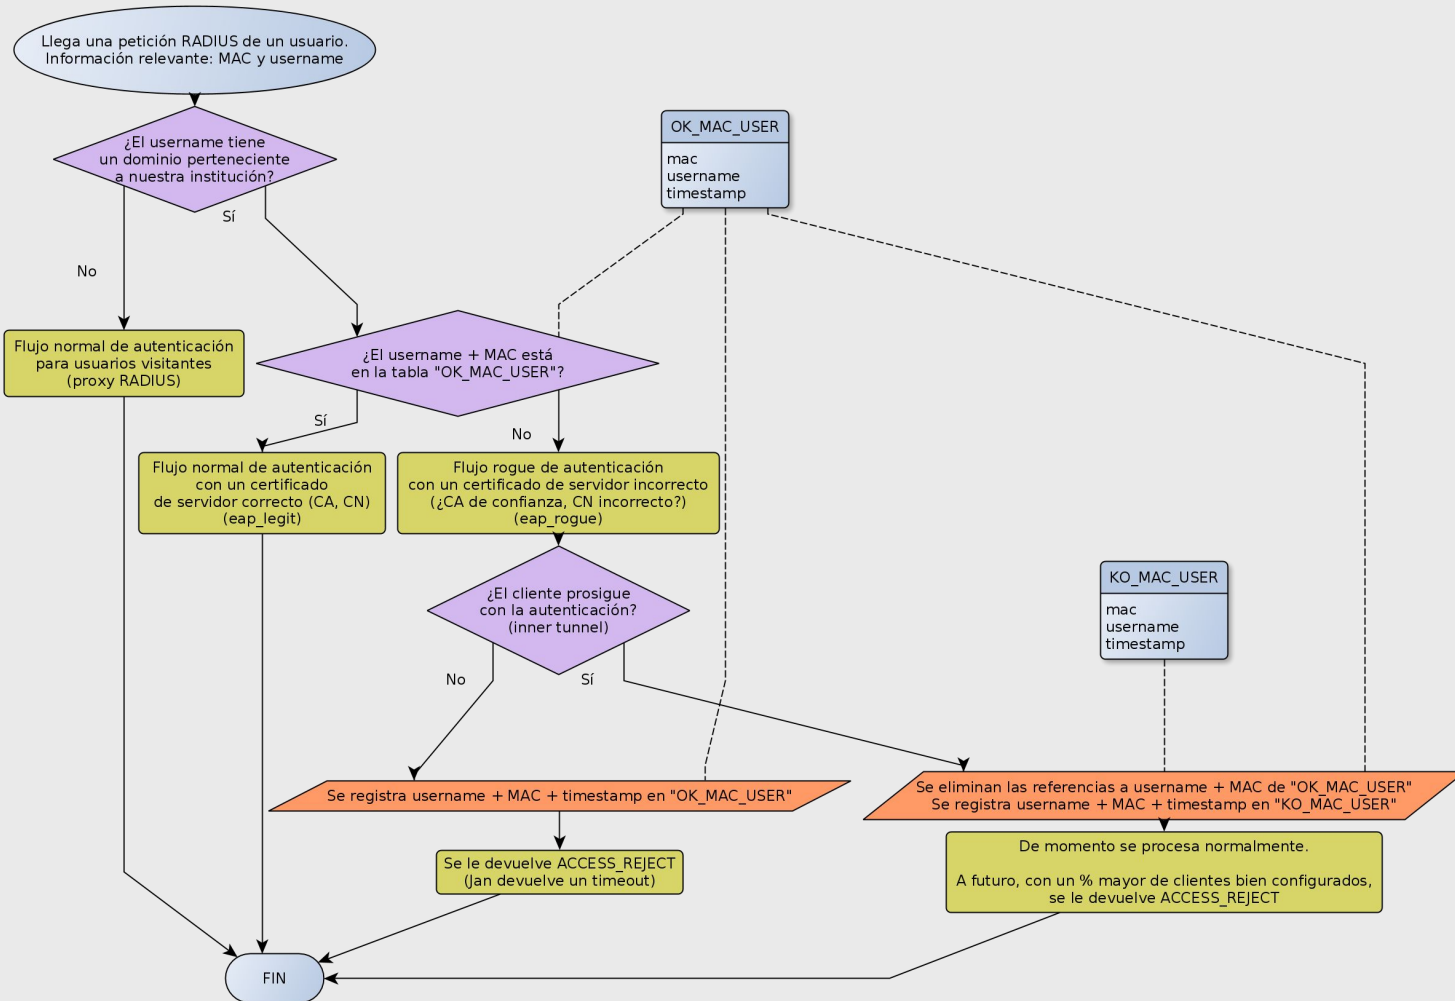 Llega una petición RADIUS de un usuario.
Información relevante: MAC y username
¿El username tiene
un dominio perteneciente
a nuestra institución?
Sí
No
OK_MAC_USER
mac
username
timestamp
Flujo normal de autenticación
para usuarios visitantes
(proxy RADIUS)
¿El username + MAC está
en la tabla "OK_MAC_USER"?
Sí
No
Flujo normal de autenticación
con un certificado
de servidor correcto (CA, CN)
(eap_legit)
Flujo rogue de autenticación
con un certificado de servidor incorrecto
(¿CA de confianza, CN incorrecto?)
(eap_rogue)
¿El cliente prosigue
con la autenticación?
(inner tunnel)
No
Sí
KO_MAC_USER
mac
username
timestamp
Se registra username + MAC + timestamp en "OK_MAC_USER"
Se eliminan las referencias a username + MAC de "OK_MAC_USER"
Se registra username + MAC + timestamp en "KO_MAC_USER"
Se le devuelve ACCESS_REJECT
(Jan devuelve un timeout)
De momento se procesa normalmente.
A futuro, con un % mayor de clientes bien configurados,
se le devuelve ACCESS_REJECT
FIN